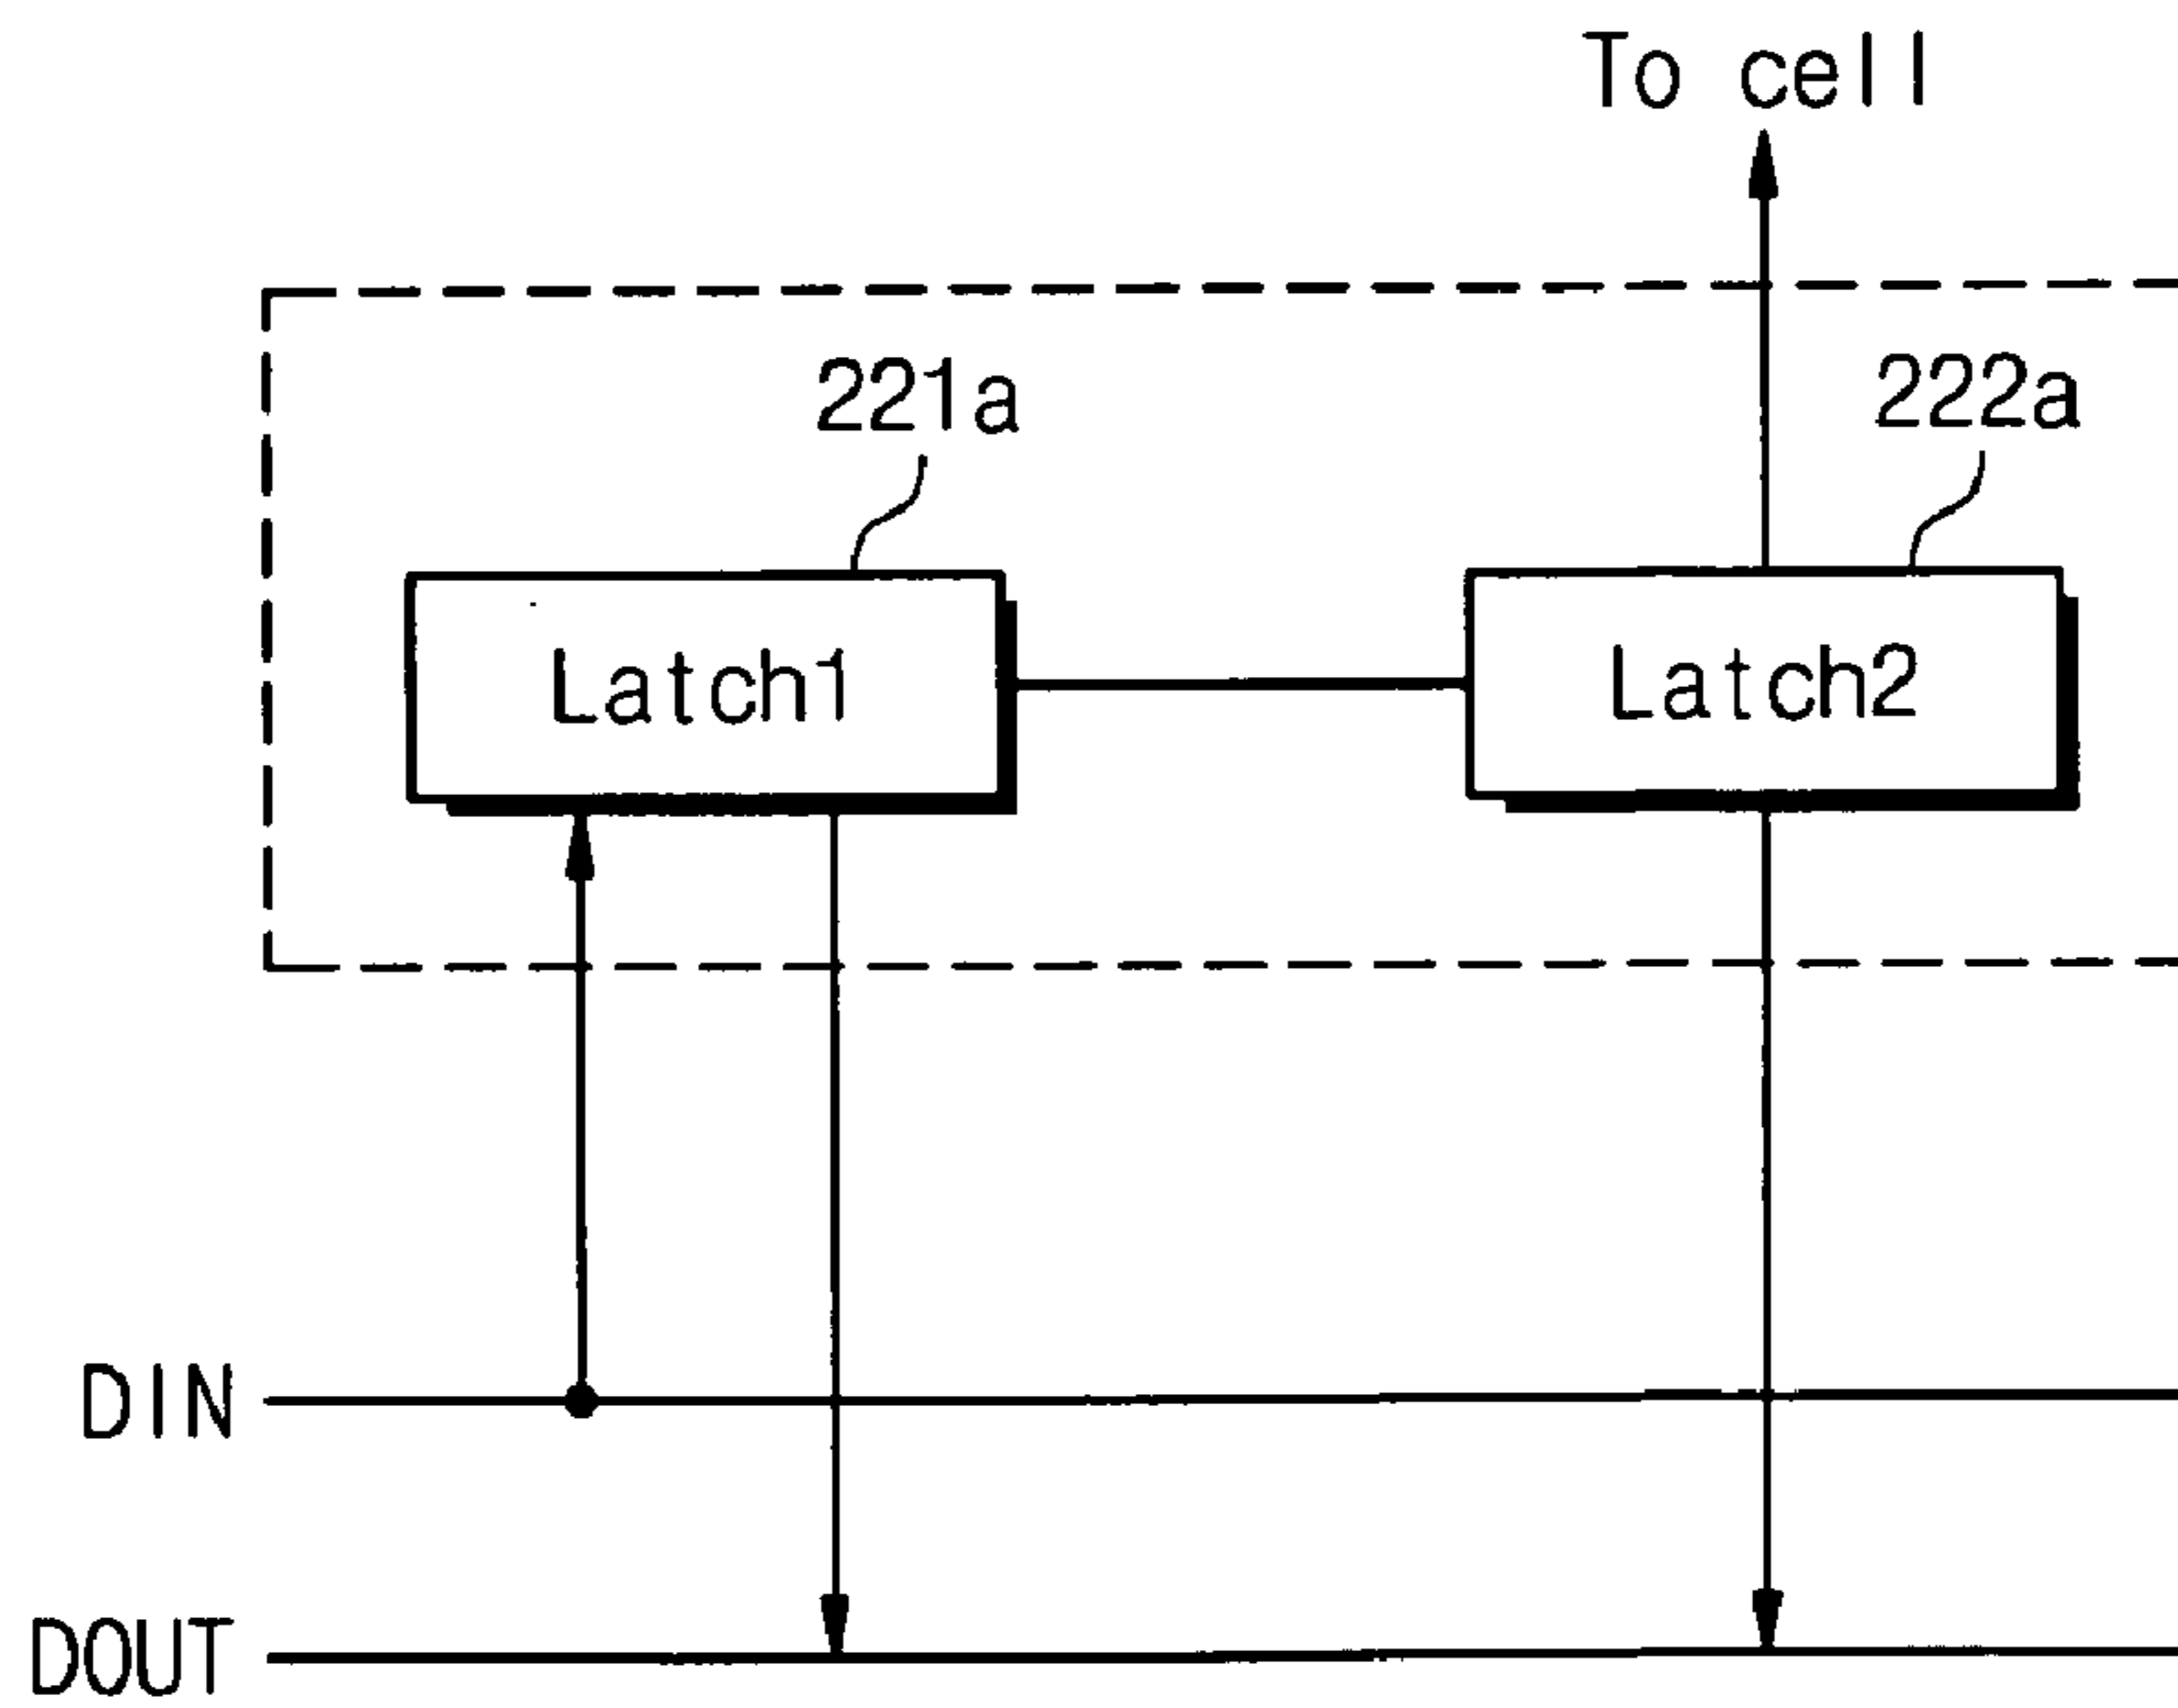 To cell
221a
222a
Latch1
Latch2
DIN
DOUT